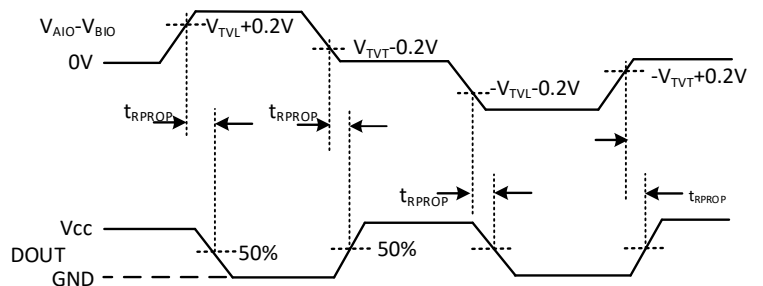 V_AIO-V_BIO
V_TVL+0.2V
0V
V_TVT-0.2V
-V_TVL-0.2V
-V_TVT+0.2V
t_RPROP
t_RPROP
t_RPROP
t_RPROP
Vcc
DOUT
50%
50%
GND